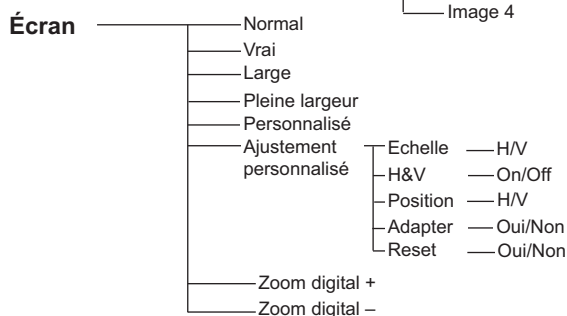 Image 4
Écran
Normal
Vrai
Large
Pleine largeur
Personnalisé
Ajustement
personnalisé
Echelle H/V
H&V On/Off
Position H/V
Adapter Oui/Non
Reset Oui/Non
Zoom digital +
Zoom digital –